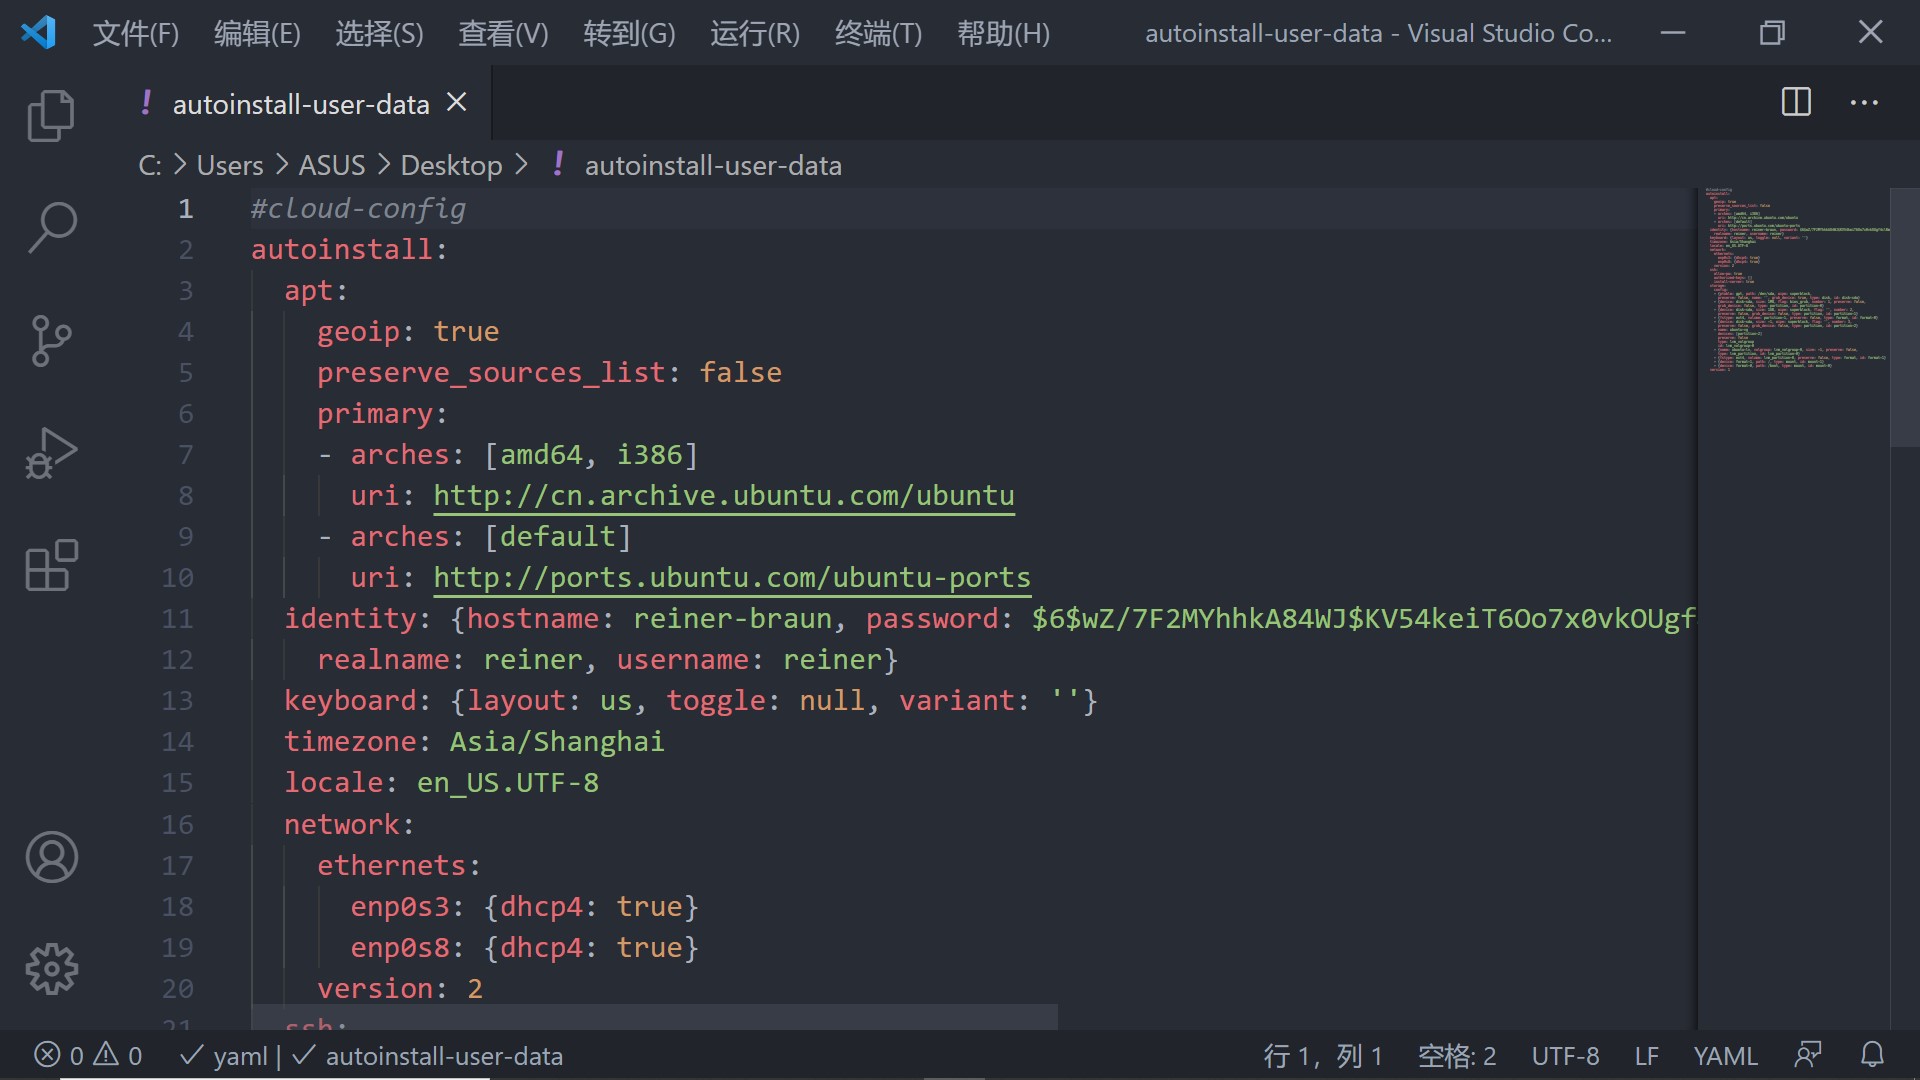 文件(F) 编辑(E) 选择(S) 查看(V) 转到(G) 运行(R) 终端(T) 帮助(H) autoinstall-user-data - Visual Studio Co...
! autoinstall-user-data
C: > Users > ASUS > Desktop > ! autoinstall-user-data
1 #cloud-config
2 autoinstall:
3 apt:
4 geoip: true
5 preserve_sources_list: false
6 primary:
7 - arches: [amd64, i386]
8 uri: http://cn.archive.ubuntu.com/ubuntu
9 - arches: [default]
10 uri: http://ports.ubuntu.com/ubuntu-ports
11 identity: {hostname: reiner-braun, password: $6$wZ/7F2MYhhkA84WJ$KV54keiT6Oo7x0vkOUgf
12 realname: reiner, username: reiner}
13 keyboard: {layout: us, toggle: null, variant: ''}
14 timezone: Asia/Shanghai
15 locale: en_US.UTF-8
16 network:
17 ethernets:
18 enp0s3: {dhcp4: true}
19 enp0s8: {dhcp4: true}
20 version: 2
21 ssh:
0 0 yaml | autoinstall-user-data 行 1，列 1 空格: 2 UTF-8 LF YAML